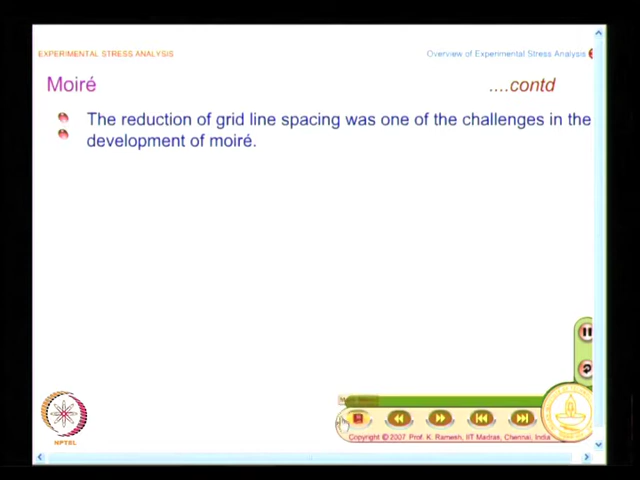 EXPERIMENTAL STRESS ANALYSIS
Overview of Experimental Stress Analysis
Moiré
....contd
The reduction of grid line spacing was one of the challenges in the
development of moiré.
NPTEL
Copyright © 2007 Prof. K. Ramesh, IIT Madras, Chennai, India